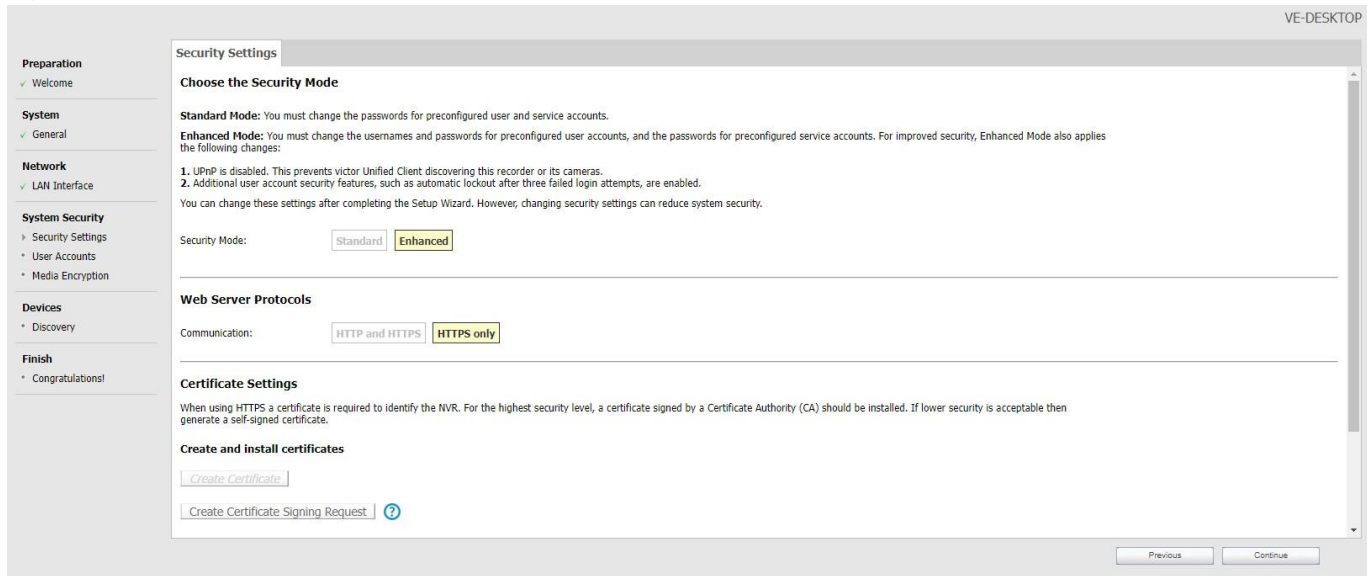 VE-DESKTOP
Preparation
Welcome
System
General
Network
LAN Interface
System Security
Security Settings
User Accounts
Media Encryption
Devices
Discovery
Finish
Congratulations!
Security Settings
Choose the Security Mode
Standard Mode: You must change the passwords for preconfigured user and service accounts.
Enhanced Mode: You must change the usernames and passwords for preconfigured user accounts, and the passwords for preconfigured service accounts. For improved security, Enhanced Mode also applies
the following changes:
1. UPnP is disabled. This prevents victor Unified Client discovering this recorder or its cameras.
2. Additional user account security features, such as automatic lockout after three failed login attempts, are enabled.
You can change these settings after completing the Setup Wizard. However, changing security settings can reduce system security.
Security Mode: Standard Enhanced
Web Server Protocols
Communication: HTTP and HTTPS HTTPS only
Certificate Settings
When using HTTPS a certificate is required to identify the NVR. For the highest security level, a certificate signed by a Certificate Authority (CA) should be installed. If lower security is acceptable then
generate a self-signed certificate.
Create and install certificates
Create Certificate
Create Certificate Signing Request ?
Previous Continue